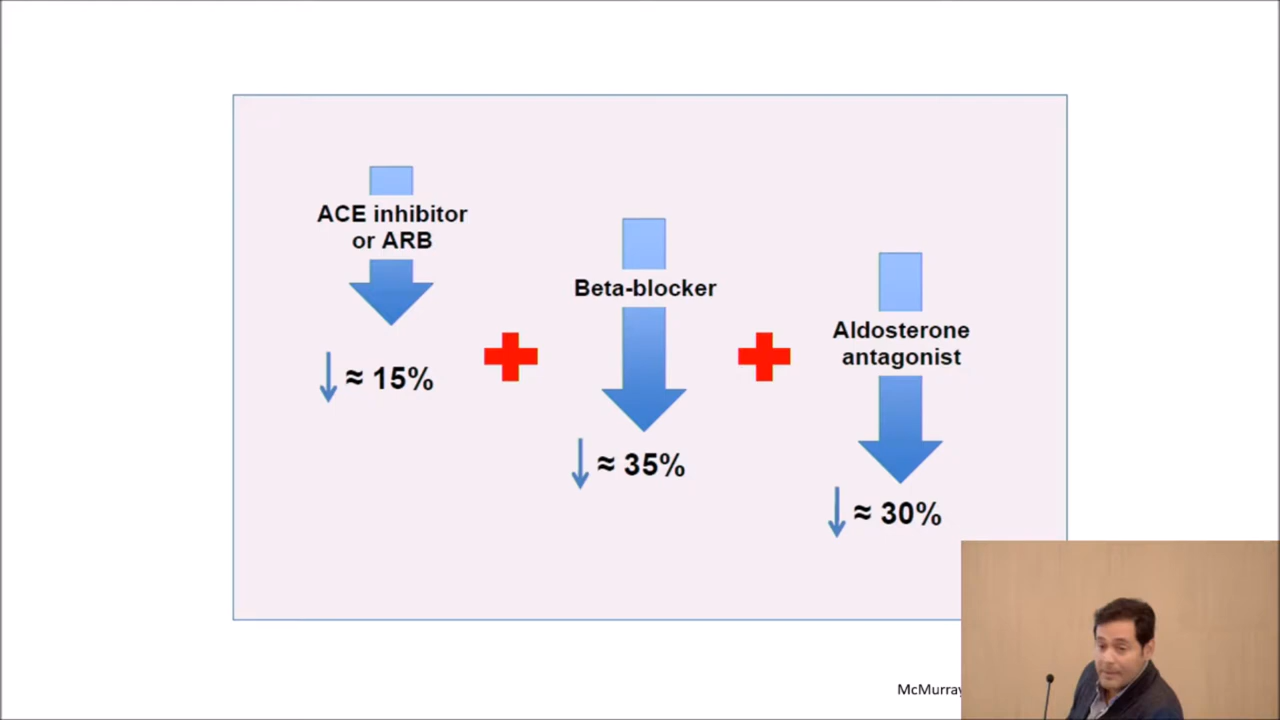 ACE inhibitor
or ARB
≈ 15%
Beta-blocker
≈ 35%
Aldosterone
antagonist
≈ 30%
McMurray